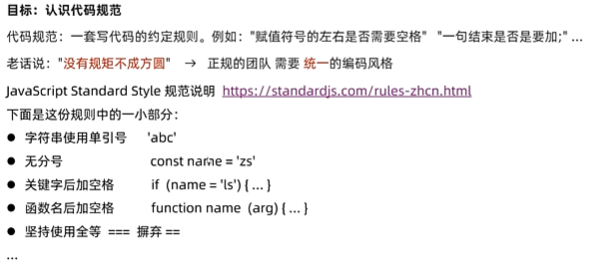 目标：认识代码规范
代码规范：一套写代码的约定规则。例如："赋值符号的左右是否需要空格" "一句结束是否是要加;" ...
老话说："没有规矩不成方圆" → 正规的团队 需要 统一的编码风格
JavaScript Standard Style 规范说明 https://standardjs.com/rules-zhcn.html
下面是这份规则中的一小部分：
● 字符串使用单引号 'abc'
● 无分号 const name = 'zs'
● 关键字后加空格 if (name = 'ls') { ... }
● 函数名后加空格 function name (arg) { ... }
● 坚持使用全等 === 摒弃 ==
...